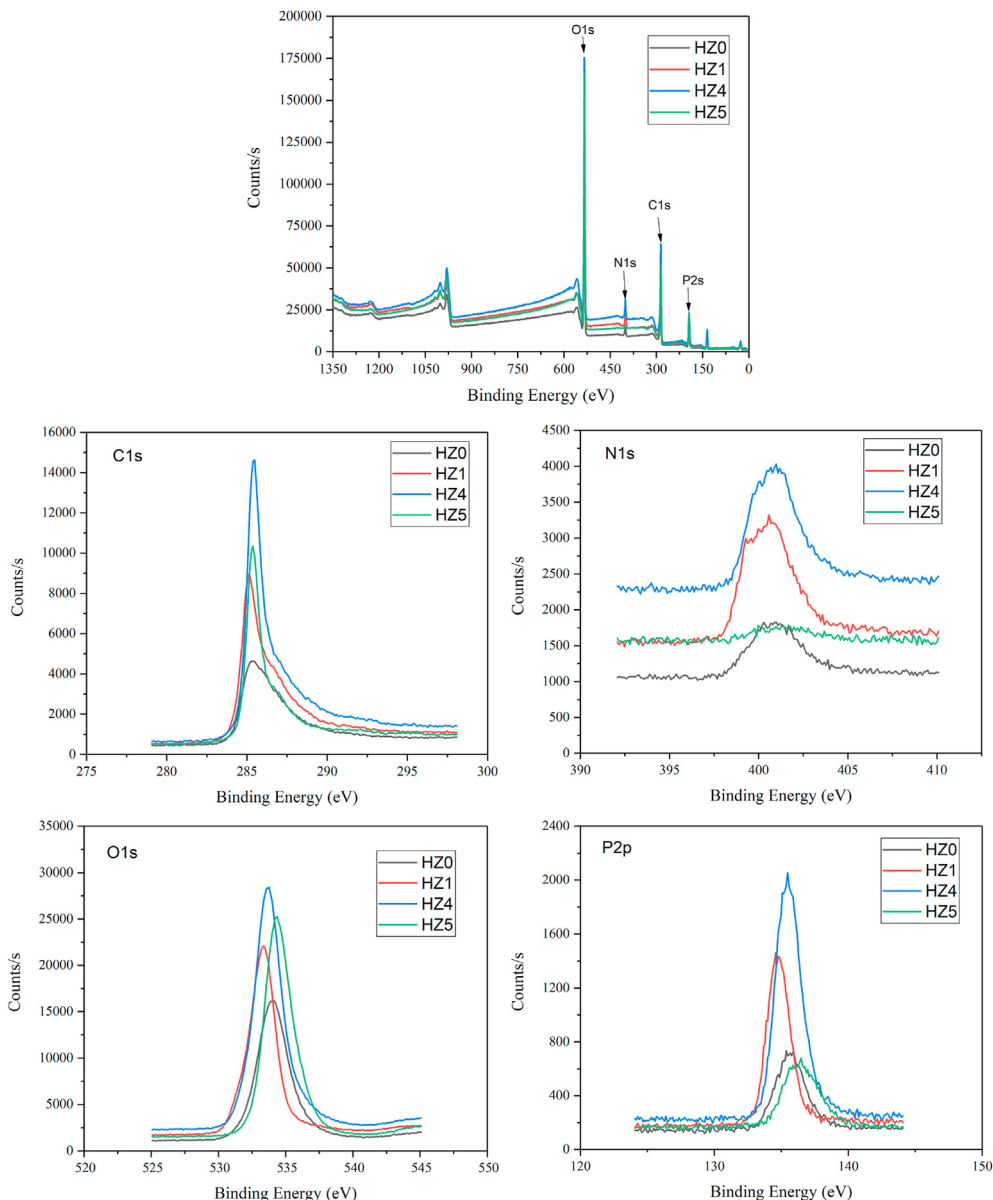 200000
175000
150000
125000
100000
75000
50000
25000
0
Counts/s
O1s
N1s
C1s
P2s
HZ0
HZ1
HZ4
HZ5
1350 1200 1050 900 750 600 450 300 150 0
Binding Energy (eV)
C1s
16000
14000
12000
10000
8000
6000
4000
2000
0
Counts/s
HZ0
HZ1
HZ4
HZ5
275 280 285 290 295 300
Binding Energy (eV)
N1s
4500
4000
3500
3000
2500
2000
1500
1000
500
0
Counts/s
HZ0
HZ1
HZ4
HZ5
390 395 400 405 410
Binding Energy (eV)
O1s
35000
30000
25000
20000
15000
10000
5000
0
Counts/s
HZ0
HZ1
HZ4
HZ5
520 525 530 535 540 545 550
Binding Energy (eV)
P2p
2400
2000
1600
1200
800
400
0
Counts/s
HZ0
HZ1
HZ4
HZ5
120 130 140 150
Binding Energy (eV)